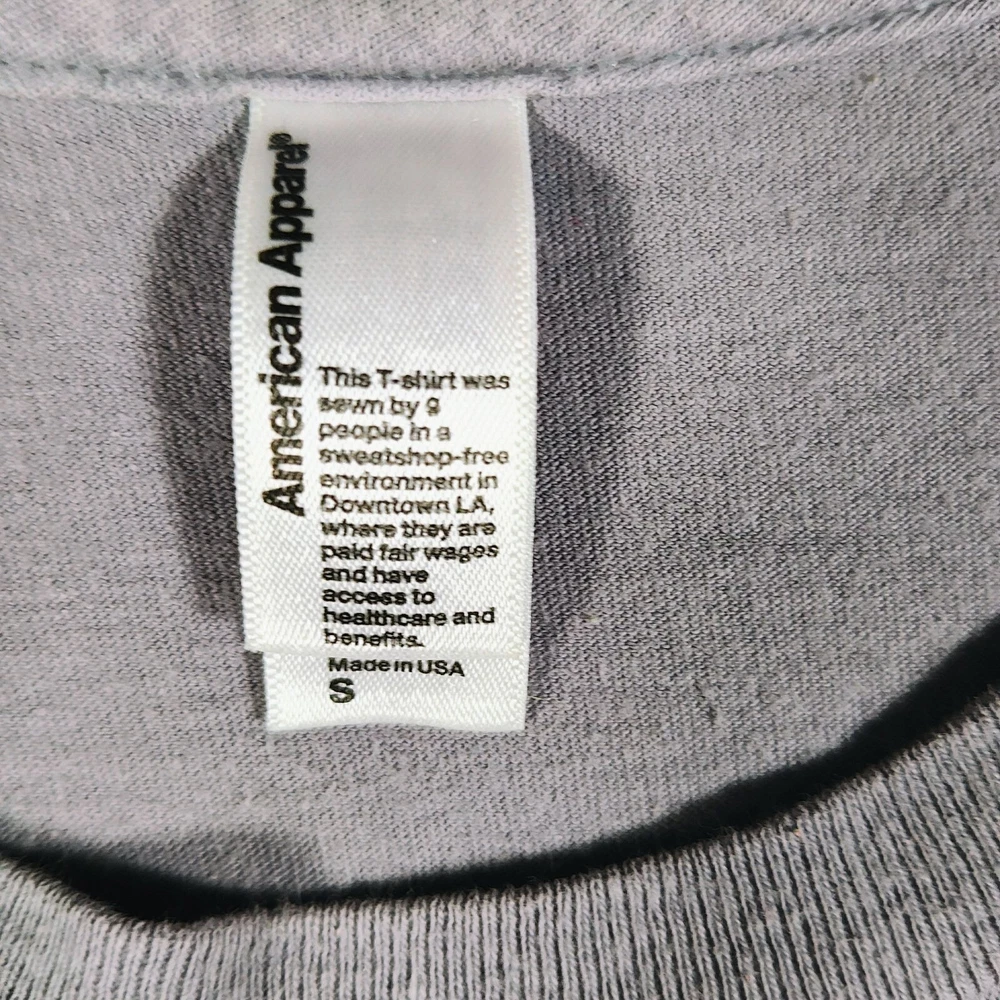 American Apparel®
This T-shirt was
sewn by 9
people in a
sweatshop-free
environment in
Downtown LA,
where they are
paid fair wages
and have
access to
healthcare and
benefits.
Made in USA
S